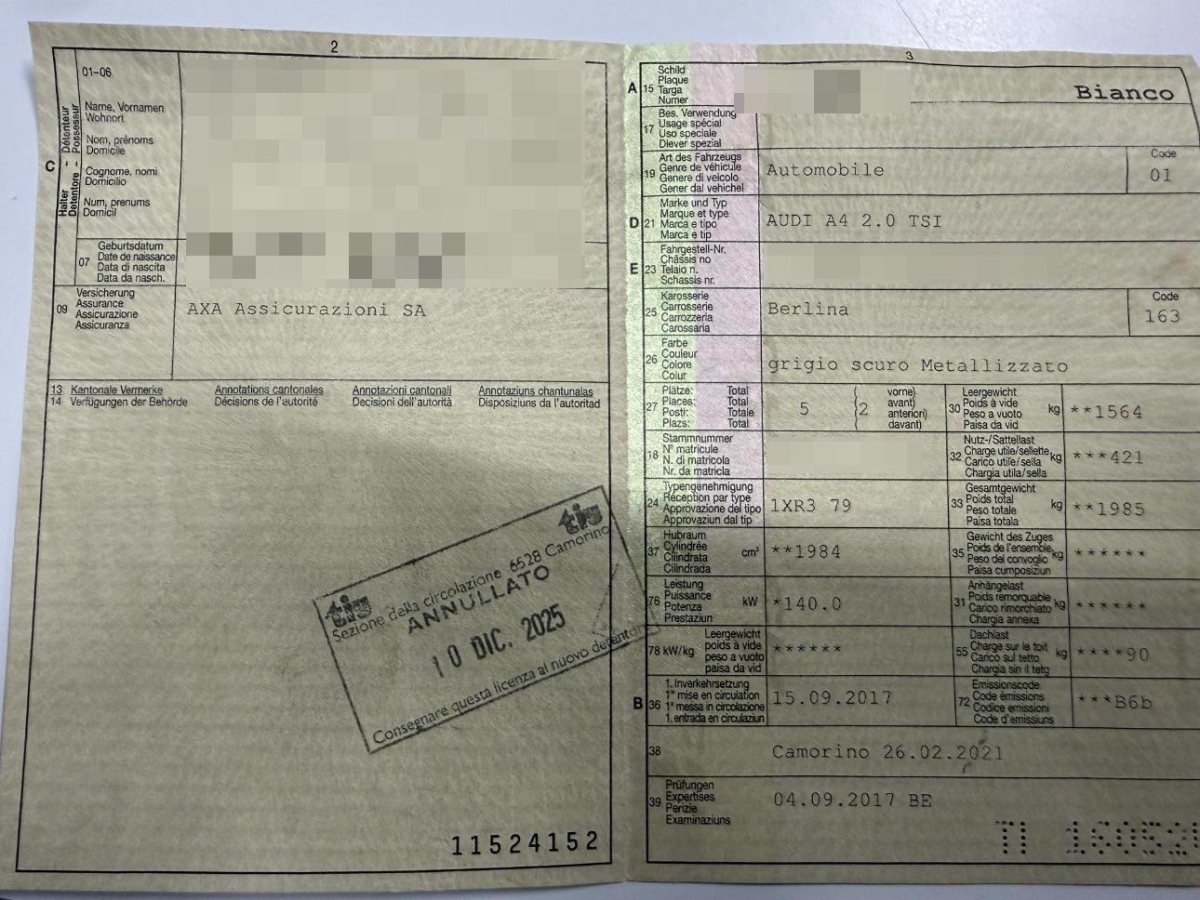 2
01-06
Name, Vornamen
Wohnort
Nom, prénoms
Domicile
Cognome, nomi
Domicilio
Num, prenums
Domicil
C
Halter - Détenteur
Detentore - Possessur
07
Geburtsdatum
Date de naissance
Data di nascita
Data da nasch.
09
Versicherung
Assurance
Assicurazione
Assicuranza
AXA Assicurazioni SA
13 Kantonale Vermerke Annotations cantonales Annotazioni cantonali Annotaziuns chantunalas
14 Verfügungen der Behörde Décisions de l'autorité Decisioni dell'autorità Disposiziuns da l'autoritad
tis
tis
Sezione della circolazione 6528 Camorino
ANNULLATO
10 DIC. 2025
Consegnare questa licenza al nuovo detentore
11524152
3
A 15
Schild
Plaque
Targa
Numer
Bianco
17
Bes. Verwendung
Usage spécial
Uso speciale
Diever spezial
19
Art des Fahrzeugs
Genre de véhicule
Genere di veicolo
Gener dal vehichel
Automobile
Code
01
D 21
Marke und Typ
Marque et type
Marca e tipo
Marca e tip
AUDI A4 2.0 TSI
E 23
Fahrgestell-Nr.
Châssis no
Telaio n.
Schassis nr.
25
Karosserie
Carrosserie
Carrozzeria
Carossaria
Berlina
Code
163
26
Farbe
Couleur
Colore
Colur
grigio scuro Metallizzato
27
Plätze: Total
Places: Total
Posti: Totale
Plazs: Total
5 (2
vorne)
avant)
anteriori)
davant)
30
Leergewicht
Poids à vide
Peso a vuoto
Paisa da vid
kg
**1564
18
Stammnummer
N° matricule
N. di matricola
Nr. da matricla
32
Nutz-/Sattellast
Charge utile/sellette
Carico utile/sella
Chargia utila/sella
kg
***421
24
Typengenehmigung
Réception par type
Approvazione del tipo
Approvaziun dal tip
1XR3 79
33
Gesamtgewicht
Poids total
Peso totale
Paisa totala
kg
**1985
37
Hubraum
Cylindrée
Cilindrata
Cilindrada
cm³
**1984
35
Gewicht des Zuges
Poids de l'ensemble
Peso del convoglio
Paisa cumposiziun
kg
******
76
Leistung
Puissance
Potenza
Prestaziun
kW
*140.0
31
Anhängelast
Poids remorquable
Carico rimorchiato
Chargia annexa
kg
******
78 kW/kg
Leergewicht
poids à vide
peso a vuoto
paisa da vid
******
55
Dachlast
Charge sur le toit
Carico sul tetto
Chargia sin il tetg
kg
****90
B 36
1. Inverkehrsetzung
1re mise en circulation
1a messa in circolazione
1. entrada en circulaziun
15.09.2017
72
Emissionscode
Code émissions
Codice emissioni
Code d'emissiuns
***B6b
38
Camorino 26.02.2021
39
Prüfungen
Expertises
Perizie
Examinaziuns
04.09.2017 BE
TI 16052